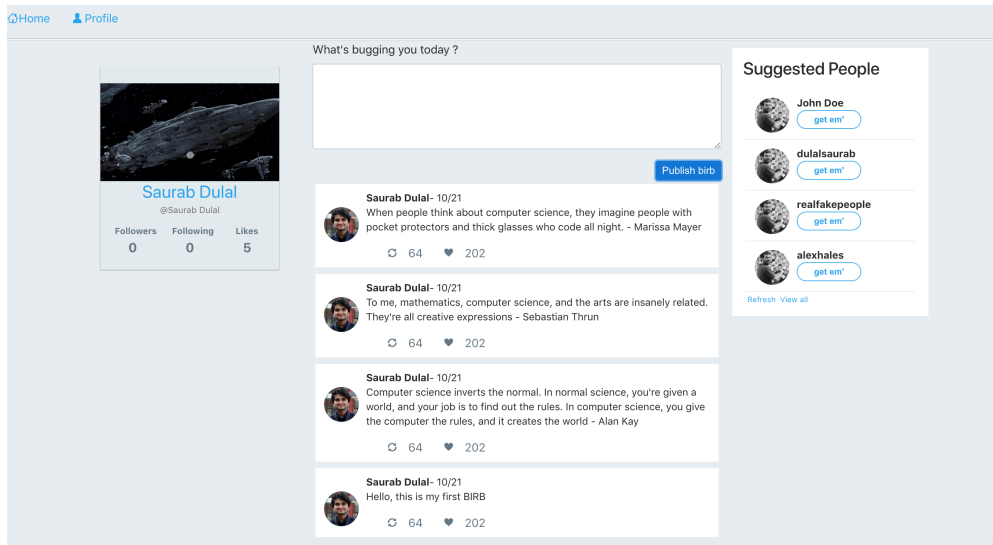 Home Profile
Saurab Dulal
@Saurab Dulal
Followers Following Likes
0 0 5
What's bugging you today ?
Publish birb
Saurab Dulal- 10/21
When people think about computer science, they imagine people with
pocket protectors and thick glasses who code all night. - Marissa Mayer
64 202
Saurab Dulal- 10/21
To me, mathematics, computer science, and the arts are insanely related.
They're all creative expressions - Sebastian Thrun
64 202
Saurab Dulal- 10/21
Computer science inverts the normal. In normal science, you're given a
world, and your job is to find out the rules. In computer science, you give
the computer the rules, and it creates the world - Alan Kay
64 202
Saurab Dulal- 10/21
Hello, this is my first BIRB
64 202
Suggested People
John Doe
get em'
dulalsaurab
get em'
realfakepeople
get em'
alexhales
get em'
Refresh View all